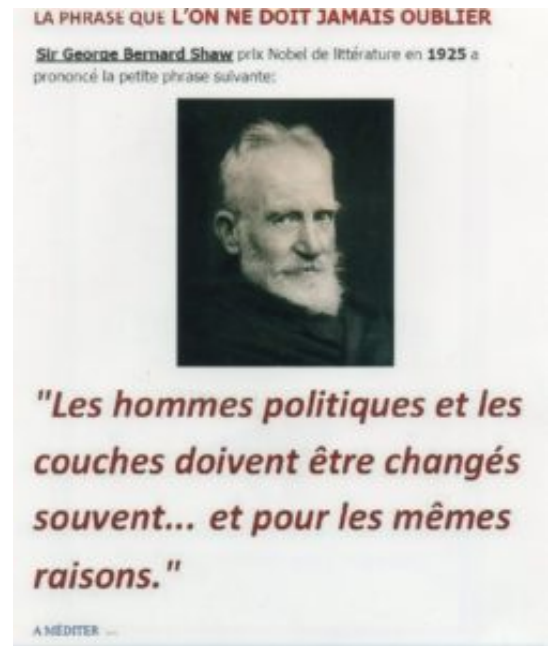 LA PHRASE QUE L'ON NE DOIT JAMAIS OUBLIER
Sir George Bernard Shaw prix Nobel de littérature en 1925 a
prononcé la petite phrase suivante:
"Les hommes politiques et les
couches doivent être changés
souvent... et pour les mêmes
raisons."
A MÉDITER ...